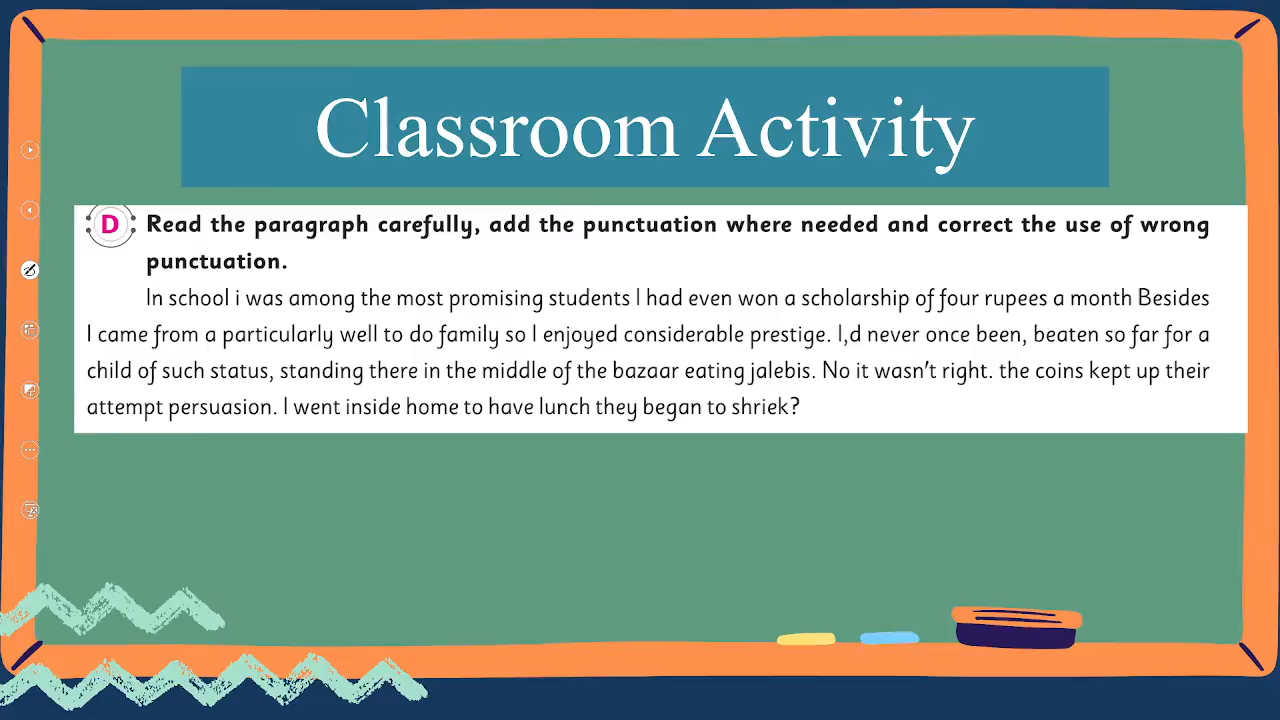 Classroom Activity
D Read the paragraph carefully, add the punctuation where needed and correct the use of wrong
punctuation.
In school i was among the most promising students I had even won a scholarship of four rupees a month Besides
I came from a particularly well to do family so I enjoyed considerable prestige. I,d never once been, beaten so far for a
child of such status, standing there in the middle of the bazaar eating jalebis. No it wasn't right. the coins kept up their
attempt persuasion. I went inside home to have lunch they began to shriek?